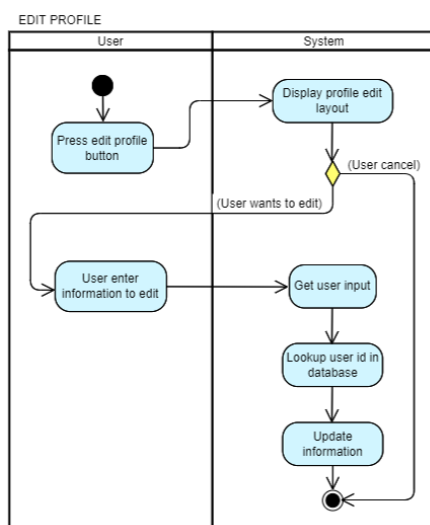 EDIT PROFILE
User
System
Display profile edit
layout
Press edit profile
button
(User cancel)
(User wants to edit)
User enter
information to edit
Get user input
Lookup user id in
database
Update
information